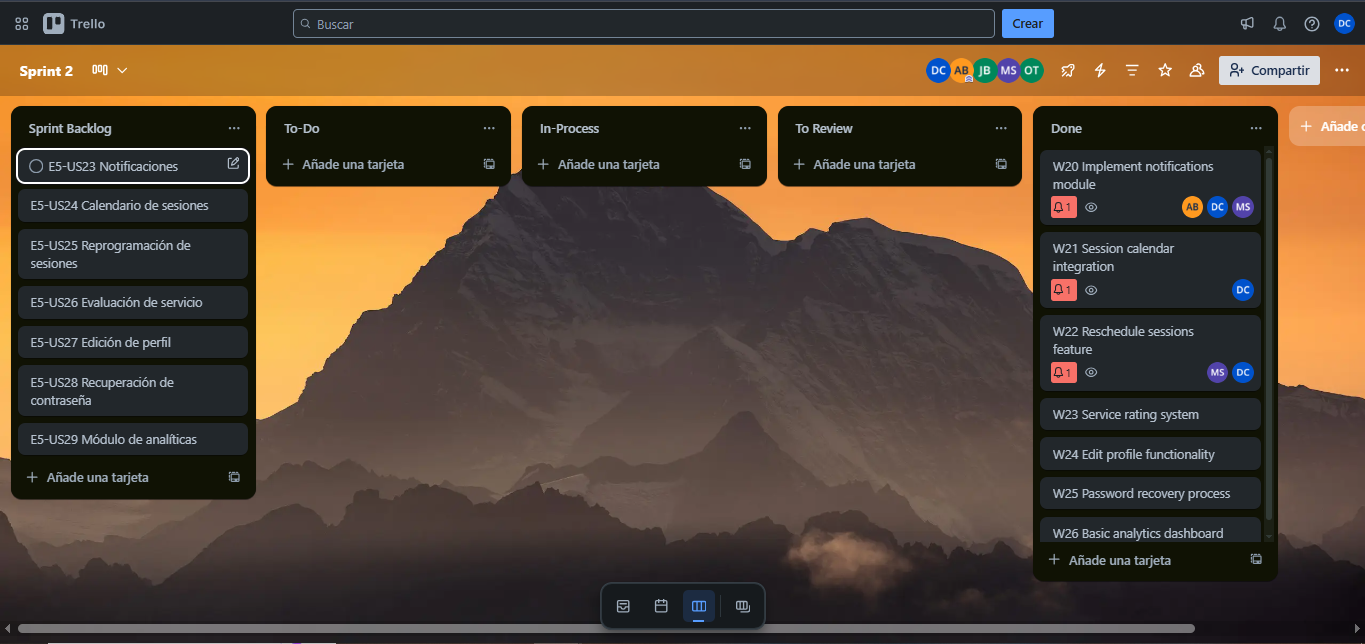 Trello
Buscar
Crear
DC
Sprint 2
DC AB JB MS OT
Compartir
Sprint Backlog
E5-US23 Notificaciones
E5-US24 Calendario de sesiones
E5-US25 Reprogramación de
sesiones
E5-US26 Evaluación de servicio
E5-US27 Edición de perfil
E5-US28 Recuperación de
contraseña
E5-US29 Módulo de analíticas
Añade una tarjeta
To-Do
Añade una tarjeta
In-Process
Añade una tarjeta
To Review
Añade una tarjeta
Done
W20 Implement notifications
module
1 AB DC MS
W21 Session calendar
integration
1 DC
W22 Reschedule sessions
feature
1 MS DC
W23 Service rating system
W24 Edit profile functionality
W25 Password recovery process
W26 Basic analytics dashboard
Añade una tarjeta
Añade